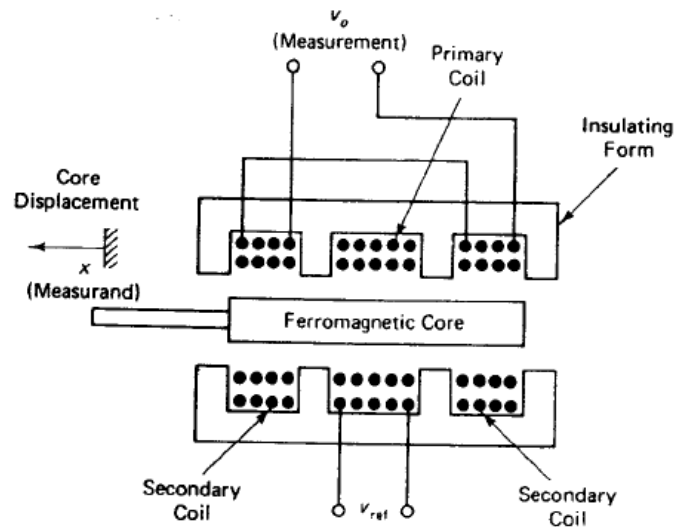 v_o
(Measurement)
Primary
Coil
Insulating
Form
Core
Displacement
x
(Measurand)
Ferromagnetic Core
Secondary
Coil
v_ref
Secondary
Coil